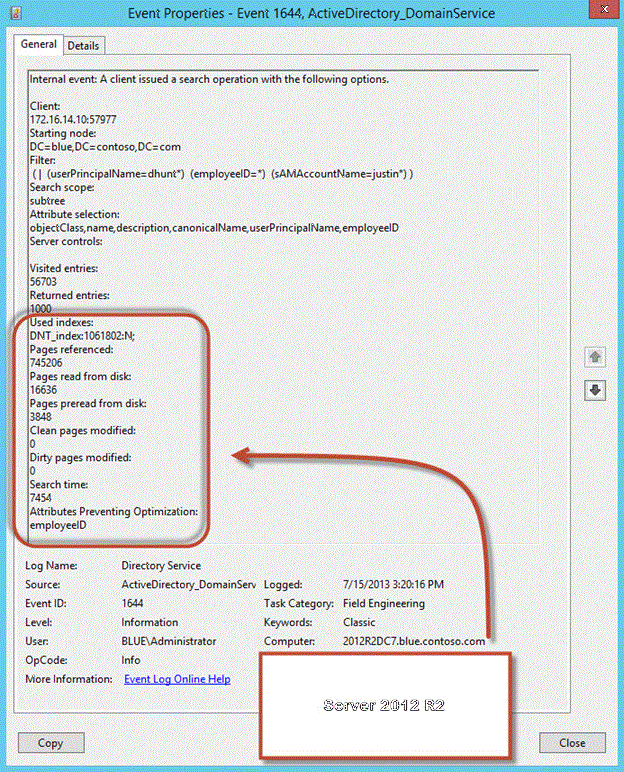 Event Properties - Event 1644, ActiveDirectory_DomainService
x
General Details
Internal event: A client issued a search operation with the following options.
Client:
172.16.14.10:57977
Starting node:
DC=blue,DC=contoso,DC=com
Filter:
( | (userPrincipalName=dhunt*) (employeeID=*) (sAMAccountName=justin*) )
Search scope:
subtree
Attribute selection:
objectClass,name,description,canonicalName,userPrincipalName,employeeID
Server controls:
Visited entries:
56703
Returned entries:
1000
Used indexes:
DNT_index:1061802:N;
Pages referenced:
745206
Pages read from disk:
16636
Pages preread from disk:
3848
Clean pages modified:
0
Dirty pages modified:
0
Search time:
7454
Attributes Preventing Optimization:
employeeID
Log Name: Directory Service
Source: ActiveDirectory_DomainServ Logged: 7/15/2013 3:20:16 PM
Event ID: 1644 Task Category: Field Engineering
Level: Information Keywords: Classic
User: BLUE\Administrator Computer: 2012R2DC7.blue.contoso.com
OpCode: Info
More Information: Event Log Online Help
Server 2012 R2
Copy Close